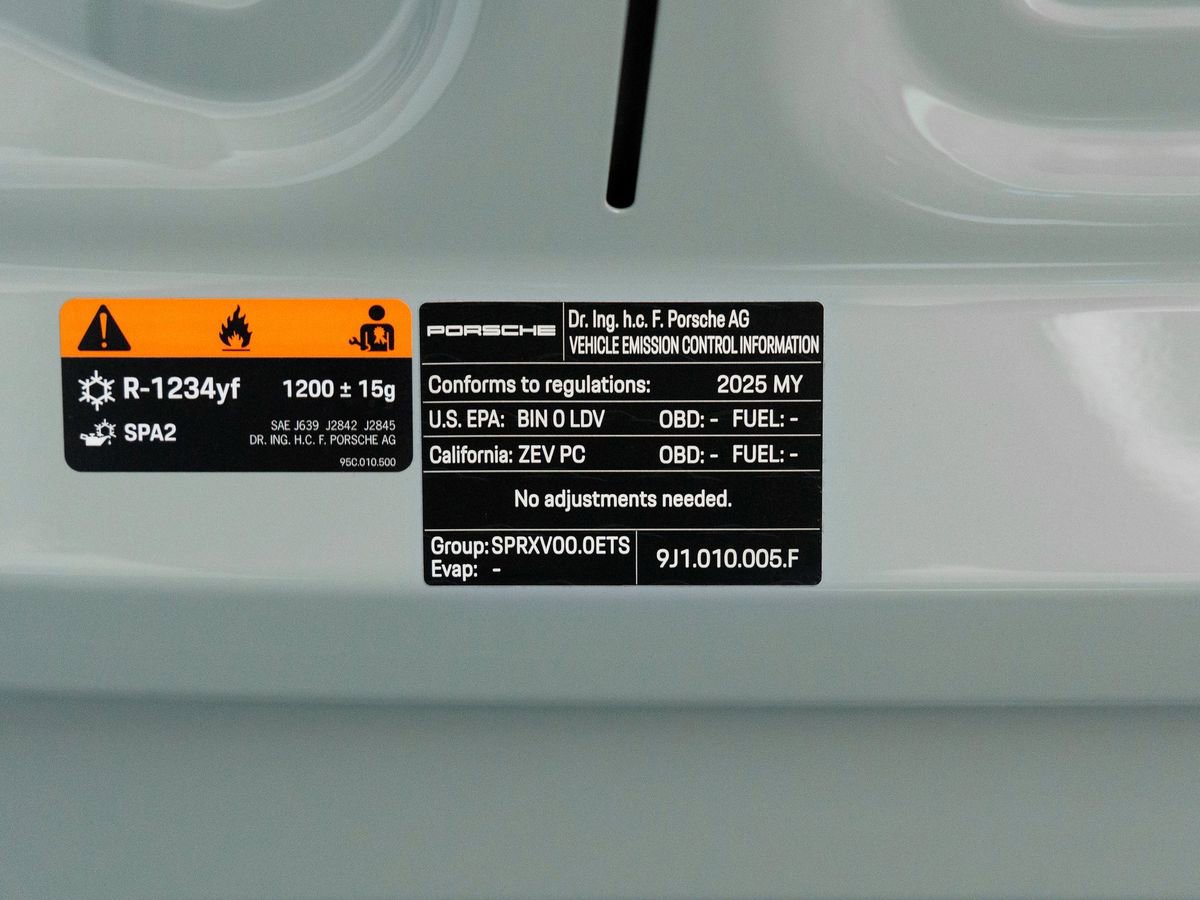 R-1234yf 1200 ± 15g
SPA2
SAE J639 J2842 J2845
DR. ING. H.C. F. PORSCHE AG
95C.010.500
PORSCHE
Dr. Ing. h.c. F. Porsche AG
VEHICLE EMISSION CONTROL INFORMATION
Conforms to regulations: 2025 MY
U.S. EPA: BIN 0 LDV OBD: - FUEL: -
California: ZEV PC OBD: - FUEL: -
No adjustments needed.
Group: SPRXV00.0ETS
Evap: -
9J1.010.005.F